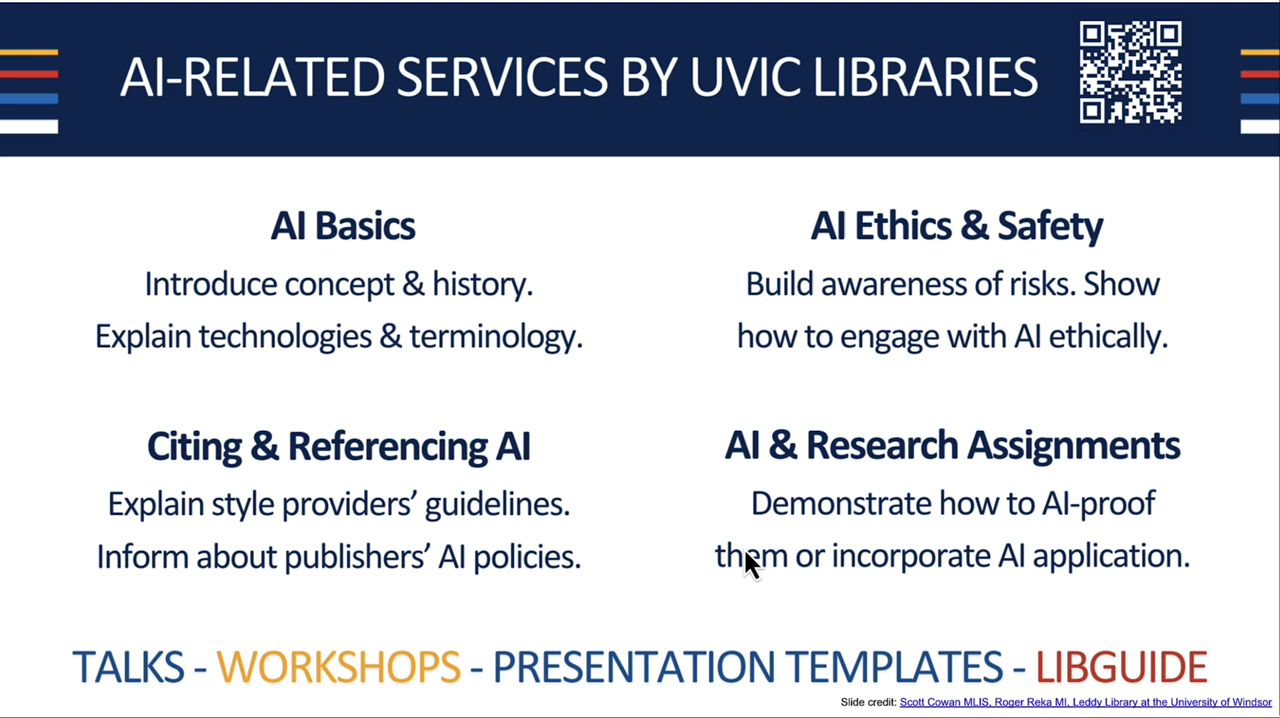 AI-RELATED SERVICES BY UVIC LIBRARIES
AI Basics
Introduce concept & history.
Explain technologies & terminology.
AI Ethics & Safety
Build awareness of risks. Show
how to engage with AI ethically.
Citing & Referencing AI
Explain style providers’ guidelines.
Inform about publishers’ AI policies.
AI & Research Assignments
Demonstrate how to AI-proof
them or incorporate AI application.
TALKS - WORKSHOPS - PRESENTATION TEMPLATES - LIBGUIDE
Slide credit: Scott Cowan MLIS, Roger Reka MI, Leddy Library at the University of Windsor